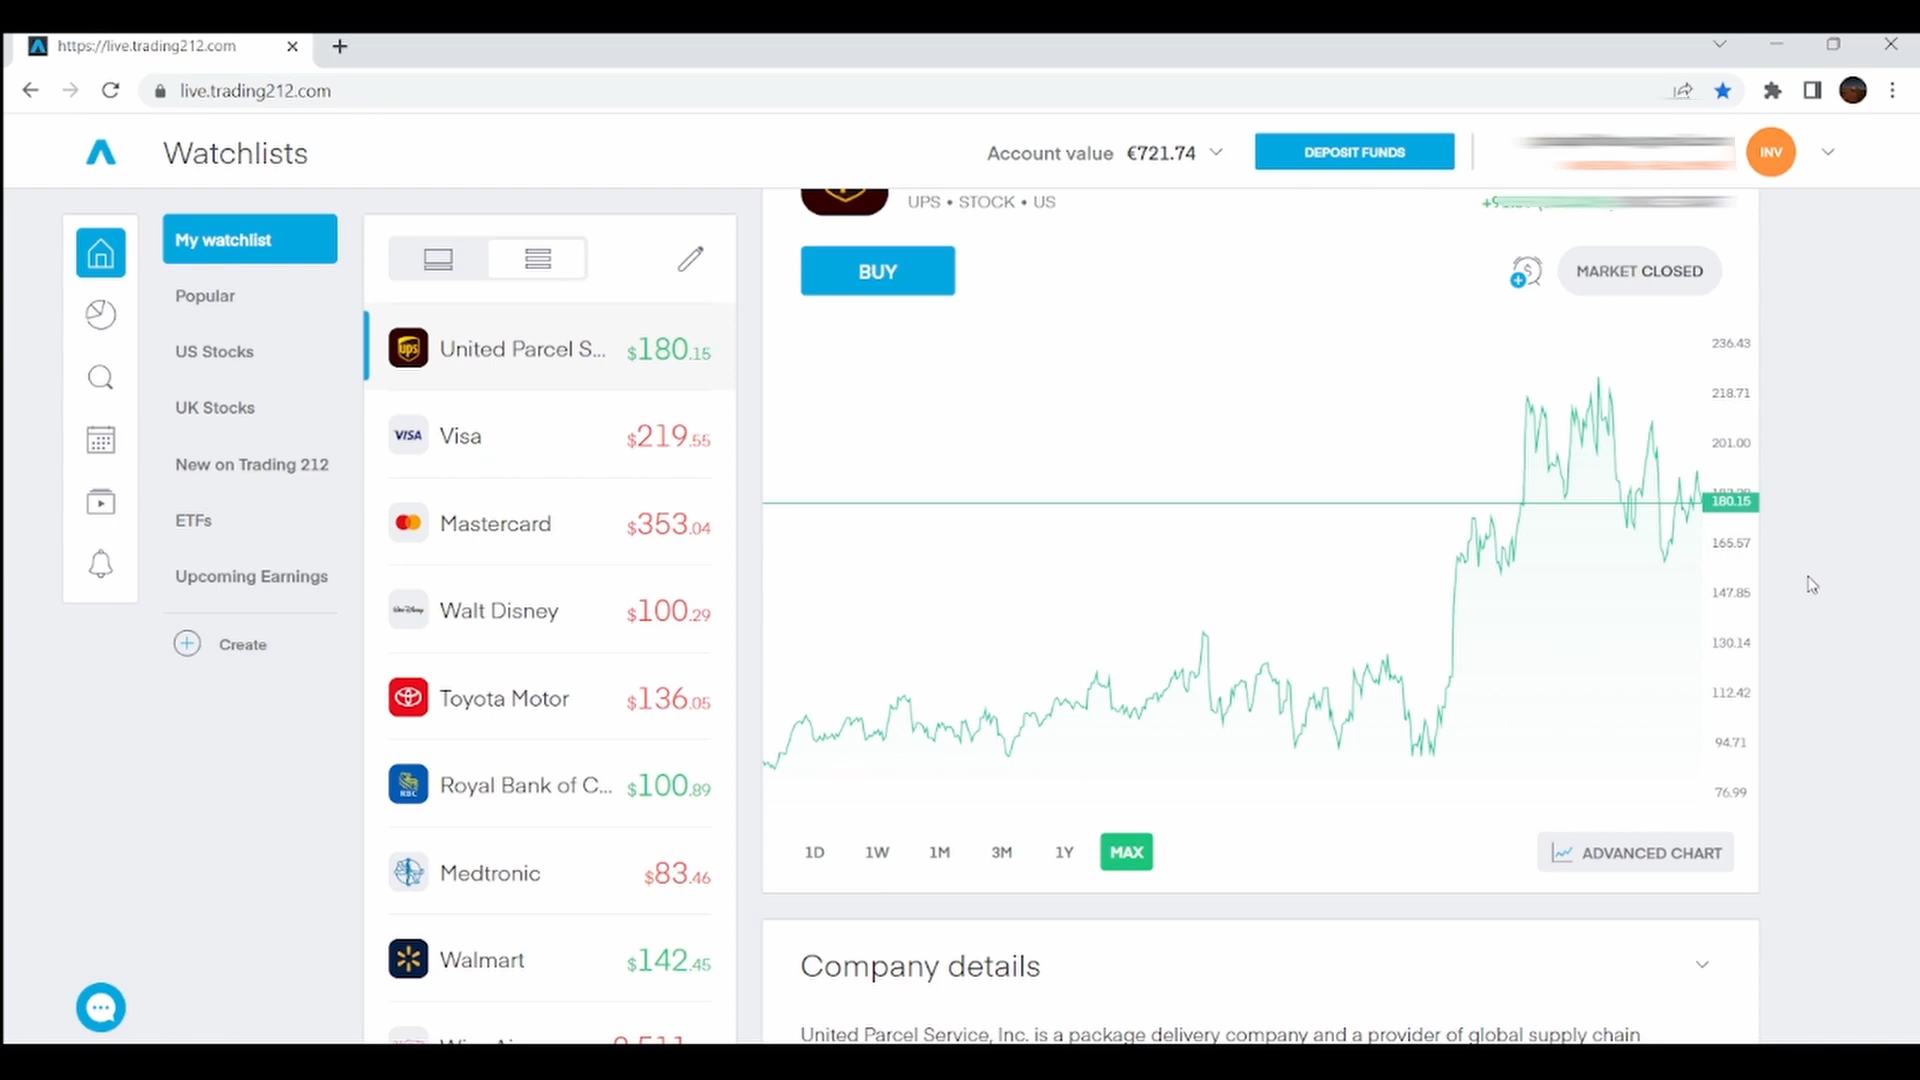 https://live.trading212.com
live.trading212.com
Watchlists
Account value €721.74
DEPOSIT FUNDS
INV
My watchlist
Popular
US Stocks
UK Stocks
New on Trading 212
ETFs
Upcoming Earnings
Create
ups
United Parcel S... $180.15
VISA
Visa $219.55
Mastercard $353.04
Walt Disney $100.29
Toyota Motor $136.05
RBC
Royal Bank of C... $100.89
Medtronic $83.46
Walmart $142.45
UPS • STOCK • US
BUY
MARKET CLOSED
236.43
218.71
201.00
180.15
165.57
147.85
130.14
112.42
94.71
76.99
1D 1W 1M 3M 1Y MAX
ADVANCED CHART
Company details
United Parcel Service, Inc. is a package delivery company and a provider of global supply chain